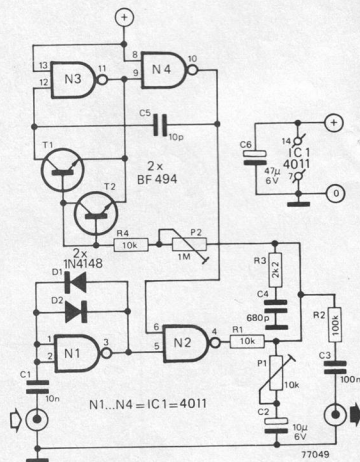 +
13
12
N3
11
8
9
N4
10
C5
10p
T1
T2
2x
BF 494
C6
47µ
6V
14
IC1
4011
7
+
0
R4
10k
P2
1M
2x
1N4148
D1
D2
R3
2k2
C4
680p
R2
100k
1
2
N1
3
6
5
N2
4
R1
10k
P1
10k
C1
10n
C3
100n
C2
10µ
6V
N1...N4 = IC1 = 4011
77049